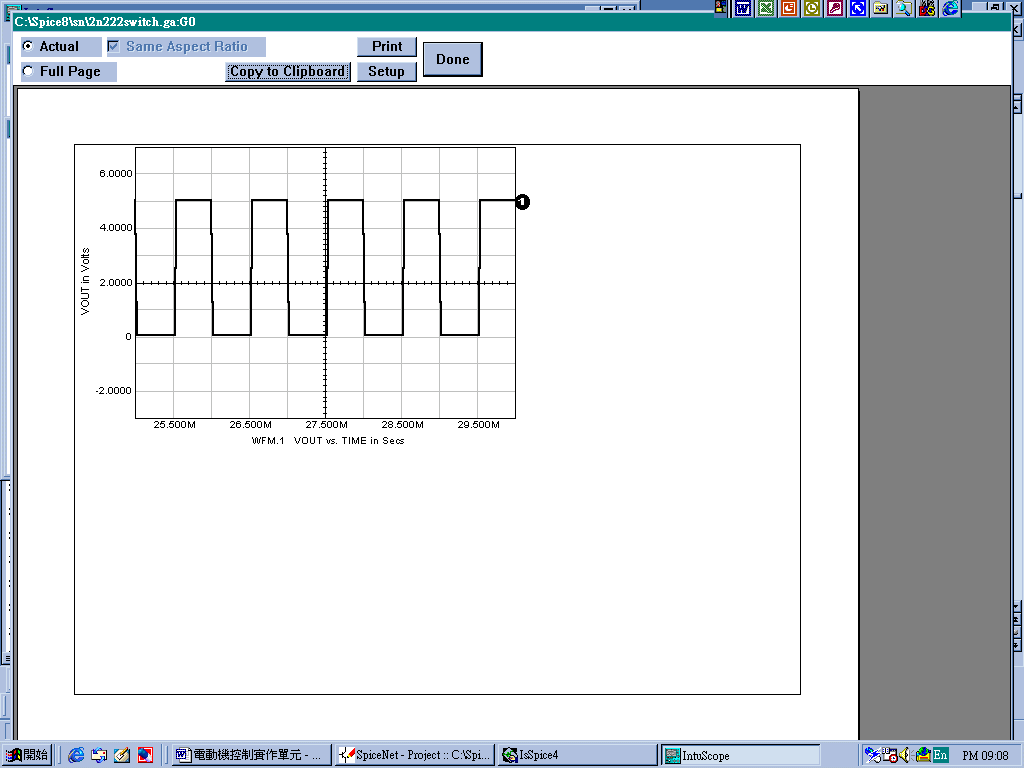 C:\Spice8\sn\2n222switch.ga:G0
Actual
Same Aspect Ratio
Print
Done
Full Page
Copy to Clipboard
Setup
6.0000
4.0000
2.0000
0
-2.0000
VOUT in Volts
1
25.500M 26.500M 27.500M 28.500M 29.500M
WFM.1 VOUT vs. TIME in Secs
開始
電動機控制實作單元 - ...
SpiceNet - Project :: C:\Spi...
IsSpice4
IntuScope
En
PM 09:08